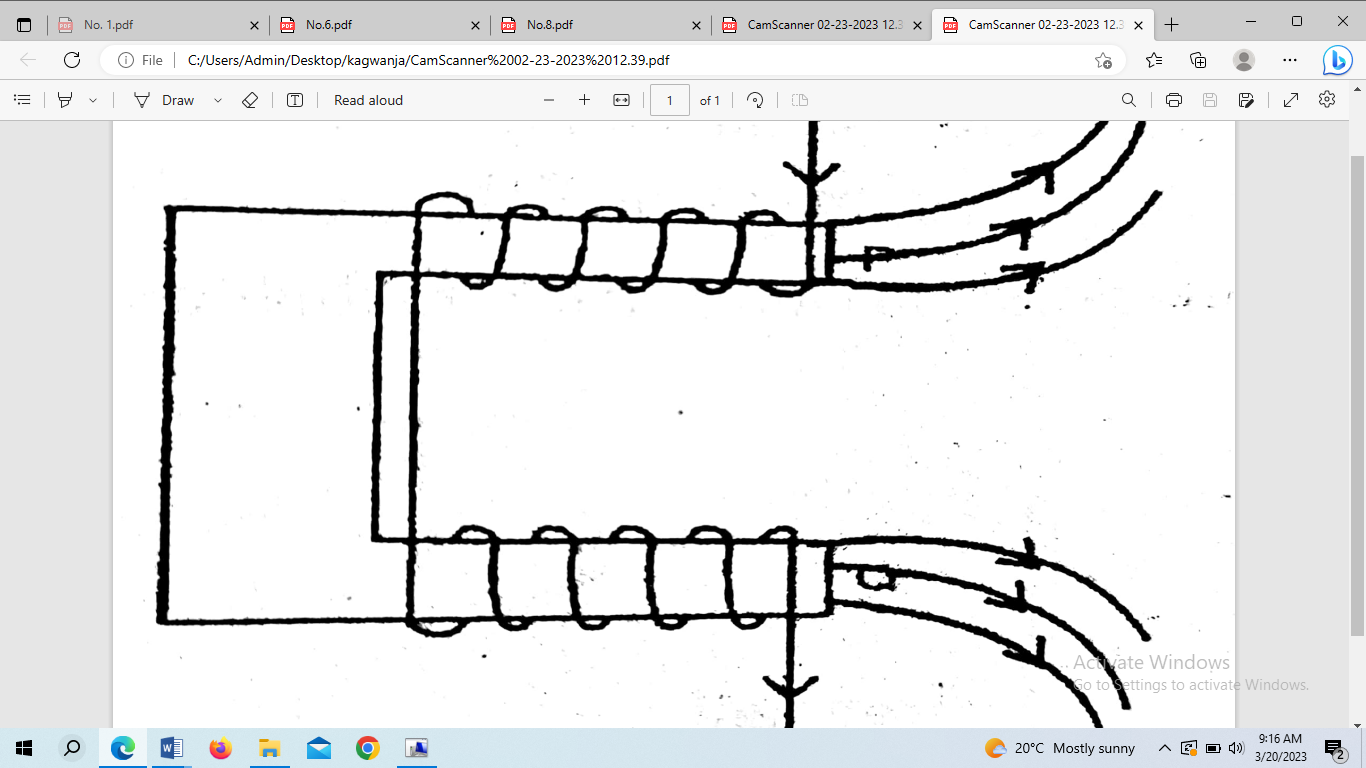 No. 1.pdf
No.6.pdf
No.8.pdf
CamScanner 02-23-2023 12.3
CamScanner 02-23-2023 12.3
File
C:/Users/Admin/Desktop/kagwanja/CamScanner%2002-23-2023%2012.39.pdf
Draw
Read aloud
1
of 1
P
Activate Windows
Go to Settings to activate Windows.
20°C Mostly sunny
9:16 AM
3/20/2023
2